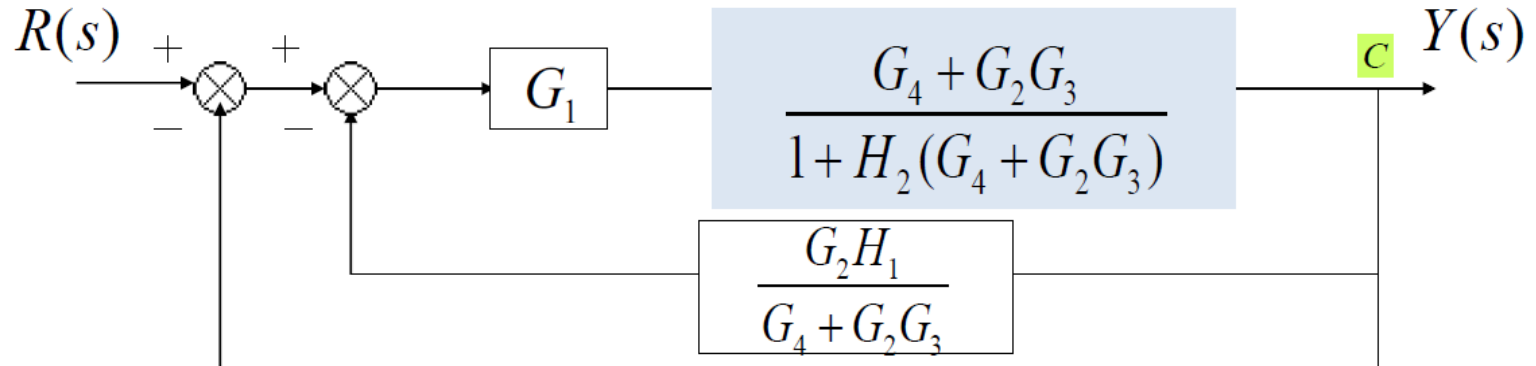 R(s) + + G₁ G₄ + G₂G₃ C Y(s)
− − 1 + H₂(G₄ + G₂G₃)
G₂H₁
G₄ + G₂G₃